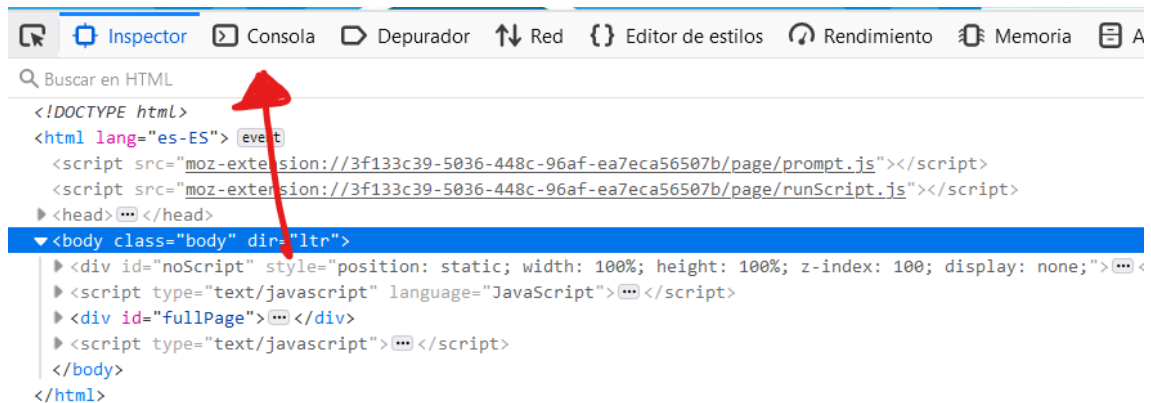 Inspector Consola Depurador Red {} Editor de estilos Rendimiento Memoria A
Buscar en HTML
<!DOCTYPE html>
<html lang="es-ES"> event
<script src="moz-extension://3f133c39-5036-448c-96af-ea7eca56507b/page/prompt.js"></script>
<script src="moz-extension://3f133c39-5036-448c-96af-ea7eca56507b/page/runScript.js"></script>
<head>...</head>
<body class="body" dir="ltr">
<div id="noScript" style="position: static; width: 100%; height: 100%; z-index: 100; display: none;">...<
<script type="text/javascript" language="JavaScript">...</script>
<div id="fullPage">...</div>
<script type="text/javascript">...</script>
</body>
</html>